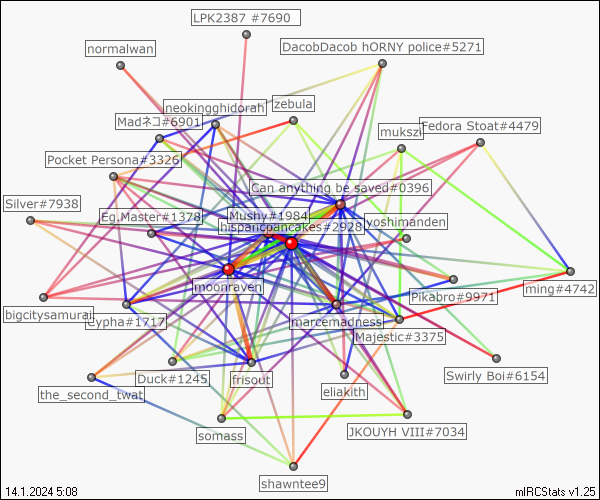 LPK2387 #7690
normalwan
DacobDacob hORNY police#5271
neokingghidorah
zebula
Madネコ#6901
mukszi
Fedora Stoat#4479
Pocket Persona#3326
Can anything be saved#0396
Silver#7938
Eg,Master#1378
Mushy#1984
yoshimanden
hispanicpancakes#2928
moonraven
Pikabro#9971
ming#4742
bigcitysamurai
Cypha#1717
marcemadness
Majestic#3375
Duck#1245
frisout
Swirly Boi#6154
the_second_twat
eliakith
somass
JKOUYH VIII#7034
shawntee9
14.1.2024 5:08
mIRCStats v1.25